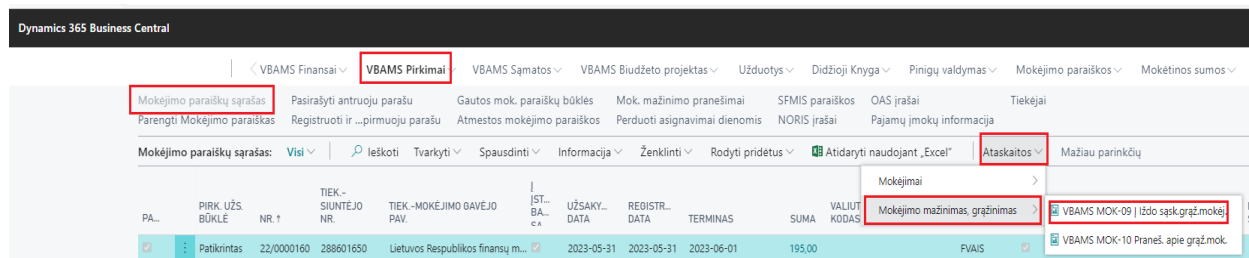 Dynamics 365 Business Central
VBAMS Finansai VBAMS Pirkimai VBAMS Sąmatos VBAMS Biudžeto projektas Užduotys Didžioji Knyga Pinigų valdymas Mokėjimo paraiškos Mokėtinos sumos
Mokėjimo paraiškų sąrašas Pasirašyti antruoju parašu Gautos mok. paraiškų būklės Mok. mažinimo pranešimai SFMIS paraiškos OAS įrašai Tiekėjai
Parengti Mokėjimo paraiškas Registruoti ir ...pirmuoju parašu Atmestos mokėjimo paraiškos Perduoti asignavimai dienomis NORIS įrašai Pajamų įmokų informacija
Mokėjimo paraiškų sąrašas: Visi Ieškoti Tvarkyti Spausdinti Informacija Ženklinti Rodyti pridėtus Atidaryti naudojant „Excel“ Ataskaitos Mažiau parinkčių
Mokėjimai
Mokėjimo mažinimas, grąžinimas
VBAMS MOK-09 Į Iždo sąsk.grąž.mokėj.
VBAMS MOK-10 Praneš. apie grąž.mok.
PA... PIRK. UŽS. BŪKLĖ NR. ↑ TIEK.-SIUNTĖJO NR. TIEK.-MOKĖJIMO GAVĖJO PAV. Į ĮST... BA... UŽSAKY... DATA REGISTR... DATA TERMINAS SUMA VALIUT KODAS
Patikrintas 22/0000160 288601650 Lietuvos Respublikos finansų m... 2023-05-31 2023-05-31 2023-06-01 195,00 FVAIS